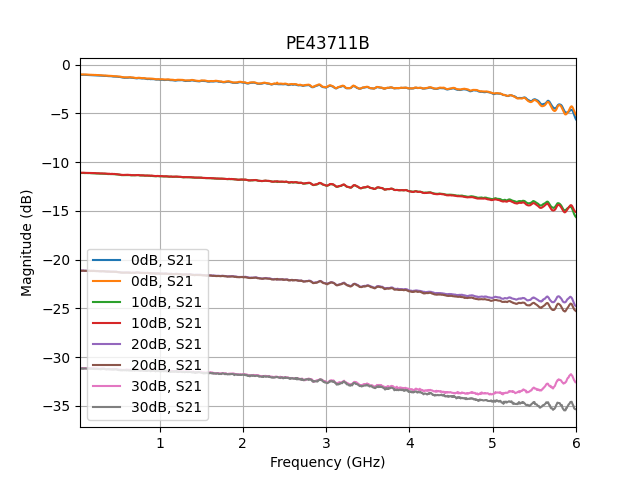 PE43711B
Magnitude (dB)
0
−5
−10
−15
−20
−25
−30
−35
0dB, S21
0dB, S21
10dB, S21
10dB, S21
20dB, S21
20dB, S21
30dB, S21
30dB, S21
1 2 3 4 5 6
Frequency (GHz)